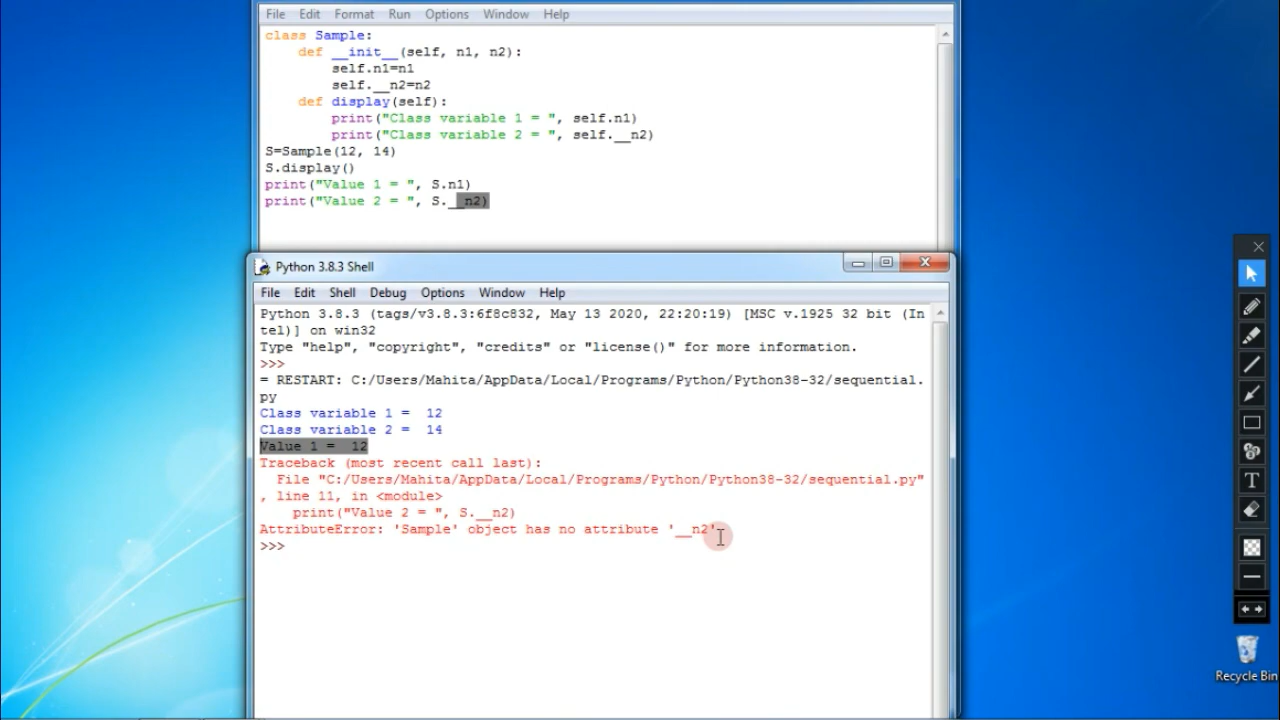 File Edit Format Run Options Window Help
class Sample:
    def __init__(self, n1, n2):
        self.n1=n1
        self.__n2=n2
    def display(self):
        print("Class variable 1 = ", self.n1)
        print("Class variable 2 = ", self.__n2)
S=Sample(12, 14)
S.display()
print("Value 1 = ", S.n1)
print("Value 2 = ", S.__n2)
Python 3.8.3 Shell
File Edit Shell Debug Options Window Help
Python 3.8.3 (tags/v3.8.3:6f8c832, May 13 2020, 22:20:19) [MSC v.1925 32 bit (In
tel)] on win32
Type "help", "copyright", "credits" or "license()" for more information.
>>>
= RESTART: C:/Users/Mahita/AppData/Local/Programs/Python/Python38-32/sequential.
py
Class variable 1 =  12
Class variable 2 =  14
Value 1 =  12
Traceback (most recent call last):
  File "C:/Users/Mahita/AppData/Local/Programs/Python/Python38-32/sequential.py"
, line 11, in <module>
    print("Value 2 = ", S.__n2)
AttributeError: 'Sample' object has no attribute '__n2'
>>>
T
Recycle Bin